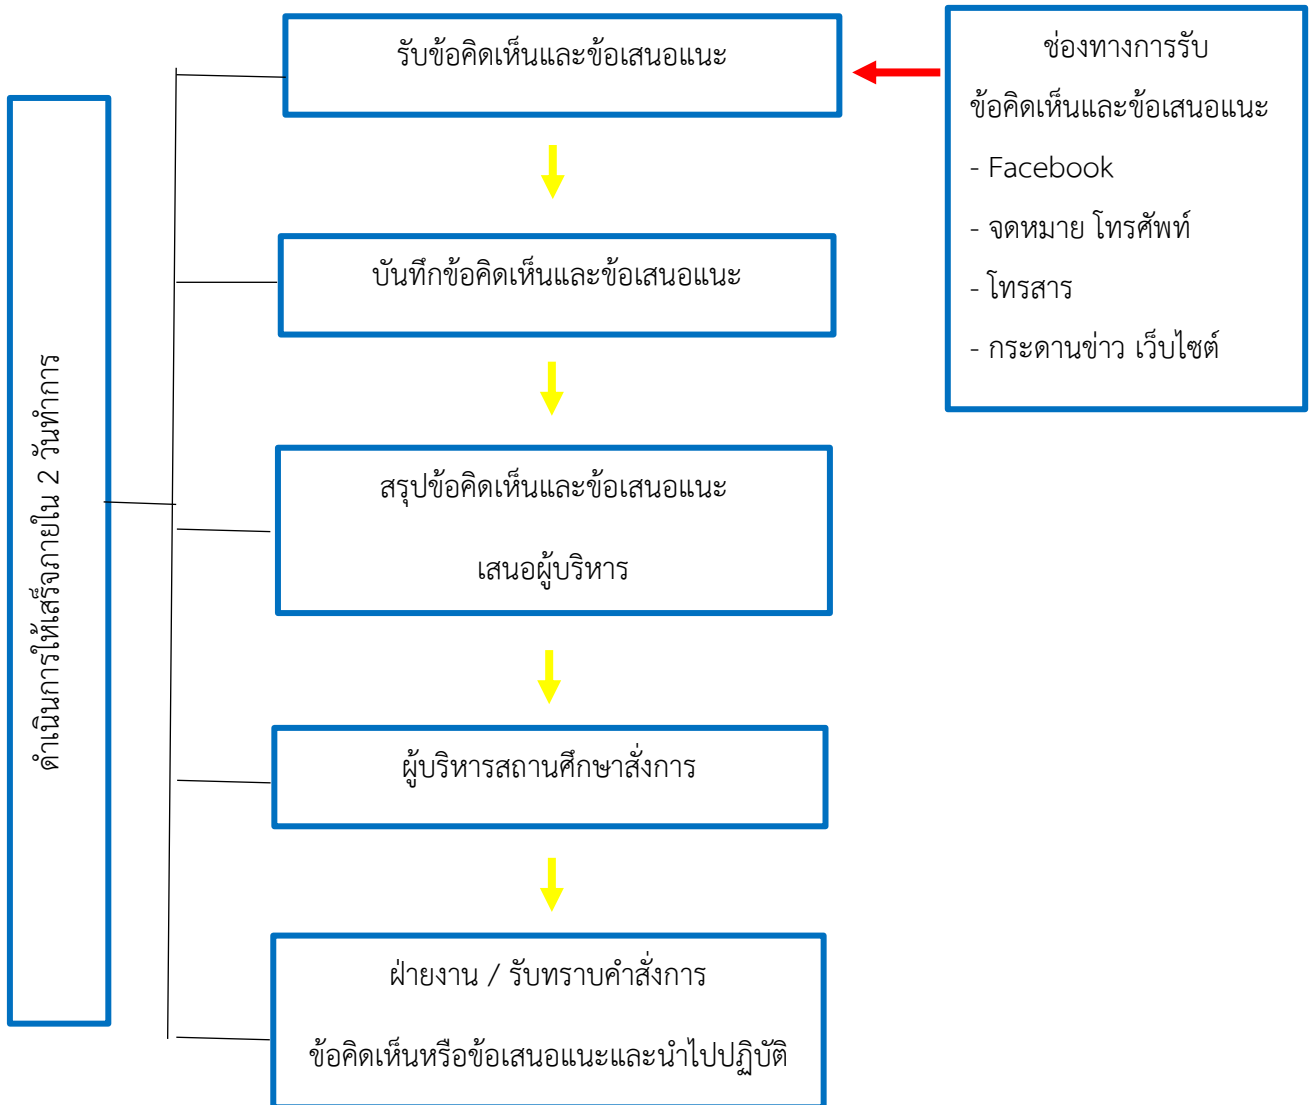 รับข้อคิดเห็นและข้อเสนอแนะ
ช่องทางการรับ
ข้อคิดเห็นและข้อเสนอแนะ
- Facebook
- จดหมาย โทรศัพท์
- โทรสาร
- กระดานข่าว เว็บไซต์
บันทึกข้อคิดเห็นและข้อเสนอแนะ
สรุปข้อคิดเห็นและข้อเสนอแนะ
เสนอผู้บริหาร
ผู้บริหารสถานศึกษาสั่งการ
ฝ่ายงาน / รับทราบคำสั่งการ
ข้อคิดเห็นหรือข้อเสนอแนะและนำไปปฏิบัติ
ดำเนินการให้เสร็จภายใน 2 วันทำการ